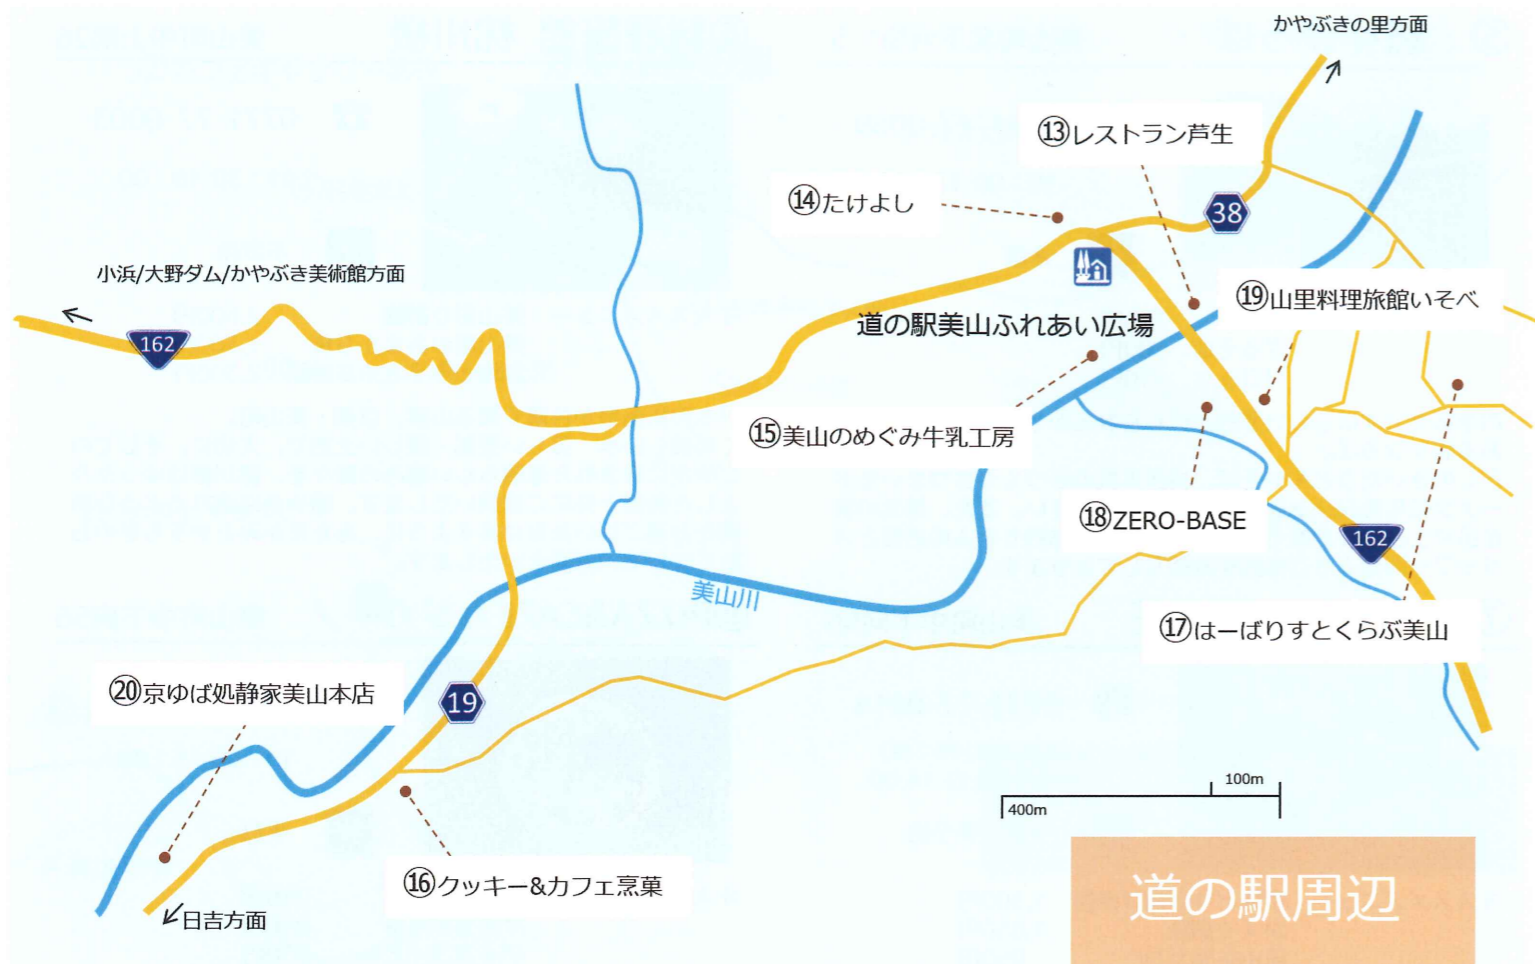 かやぶきの里方面
⑬レストラン芦生
⑭たけよし
38
小浜/大野ダム/かやぶき美術館方面
⑲山里料理旅館いそべ
162
道の駅美山ふれあい広場
⑮美山のめぐみ牛乳工房
⑱ZERO-BASE
162
美山川
⑰はーばりすとくらぶ美山
⑳京ゆば処静家美山本店
19
100m
400m
⑯クッキー&カフェ烹菓
道の駅周辺
日吉方面